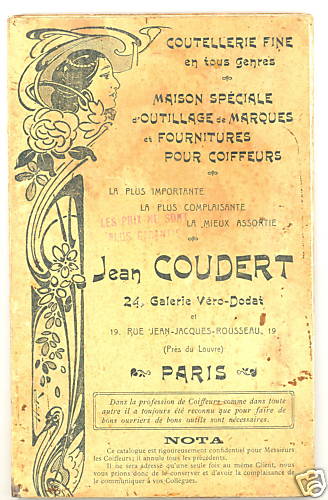 COUTELLERIE FINE
en tous Genres
MAISON SPÉCIALE
d'OUTILLAGE de MARQUES
et FOURNITURES
POUR COIFFEURS
LA PLUS IMPORTANTE
LA PLUS COMPLAISANTE
LA MIEUX ASSORTIE
LES PRIX NE SONT
PLUS GARANTIS
Jean COUDERT
24, Galerie Véro-Dodat
et
19, RUE JEAN-JACQUES-ROUSSEAU, 19
(Près du Louvre)
PARIS
Dans la profession de Coiffeurs comme dans toute
autre il a toujours été reconnu que pour faire de
bons ouvriers de bons outils sont nécessaires.
NOTA
Ce catalogue est rigoureusement confidentiel pour Messieurs
les Coiffeurs; il annule tous les précédents.
Il ne sera adressé qu'une seule fois au même Client, nous
vous prions donc de le conserver et d'avoir la complaisance de
le communiquer à vos Collègues.